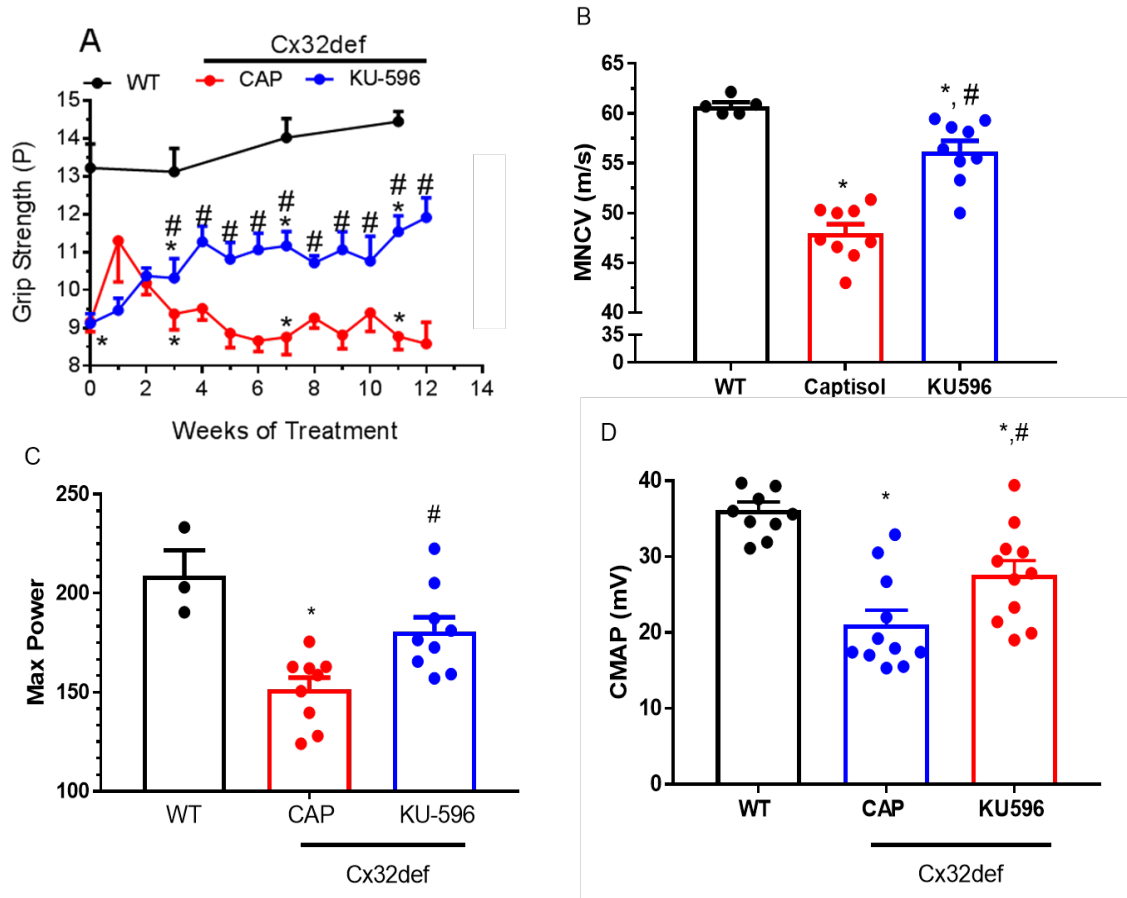 A
Cx32def
WT CAP KU-596
15
14
13
12
11
10
9
8
Grip Strength (P)
# # # # # # # # # #
* * *
* * * *
0 2 4 6 8 10 12 14
Weeks of Treatment
B
65
60
55
50
45
40
35
0
MNCV (m/s)
*
*, #
WT Captisol KU596
C
250
200
150
100
Max Power
*
#
WT CAP KU-596
Cx32def
D
40
30
20
10
0
CMAP (mV)
*
*,#
WT CAP KU596
Cx32def